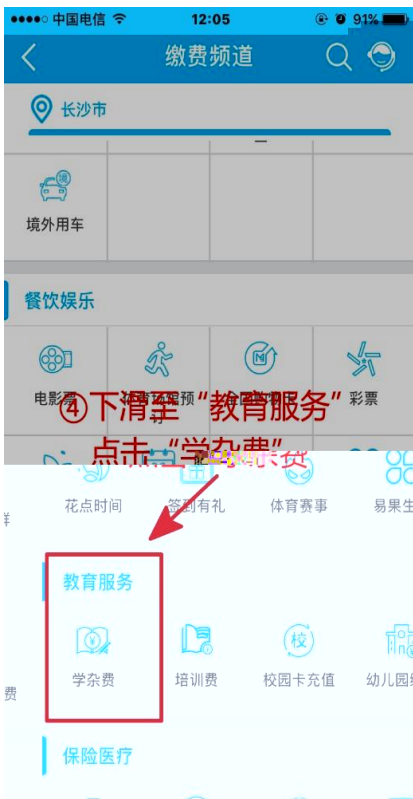 中国电信 12:05 91%
缴费频道
长沙市
境外用车
餐饮娱乐
电影票 彩票
④下滑至“教育服务”
点击“学杂费”
花点时间 签到有礼 体育赛事 易果生
教育服务
学杂费 培训费 校园卡充值 幼儿园
费
保险医疗